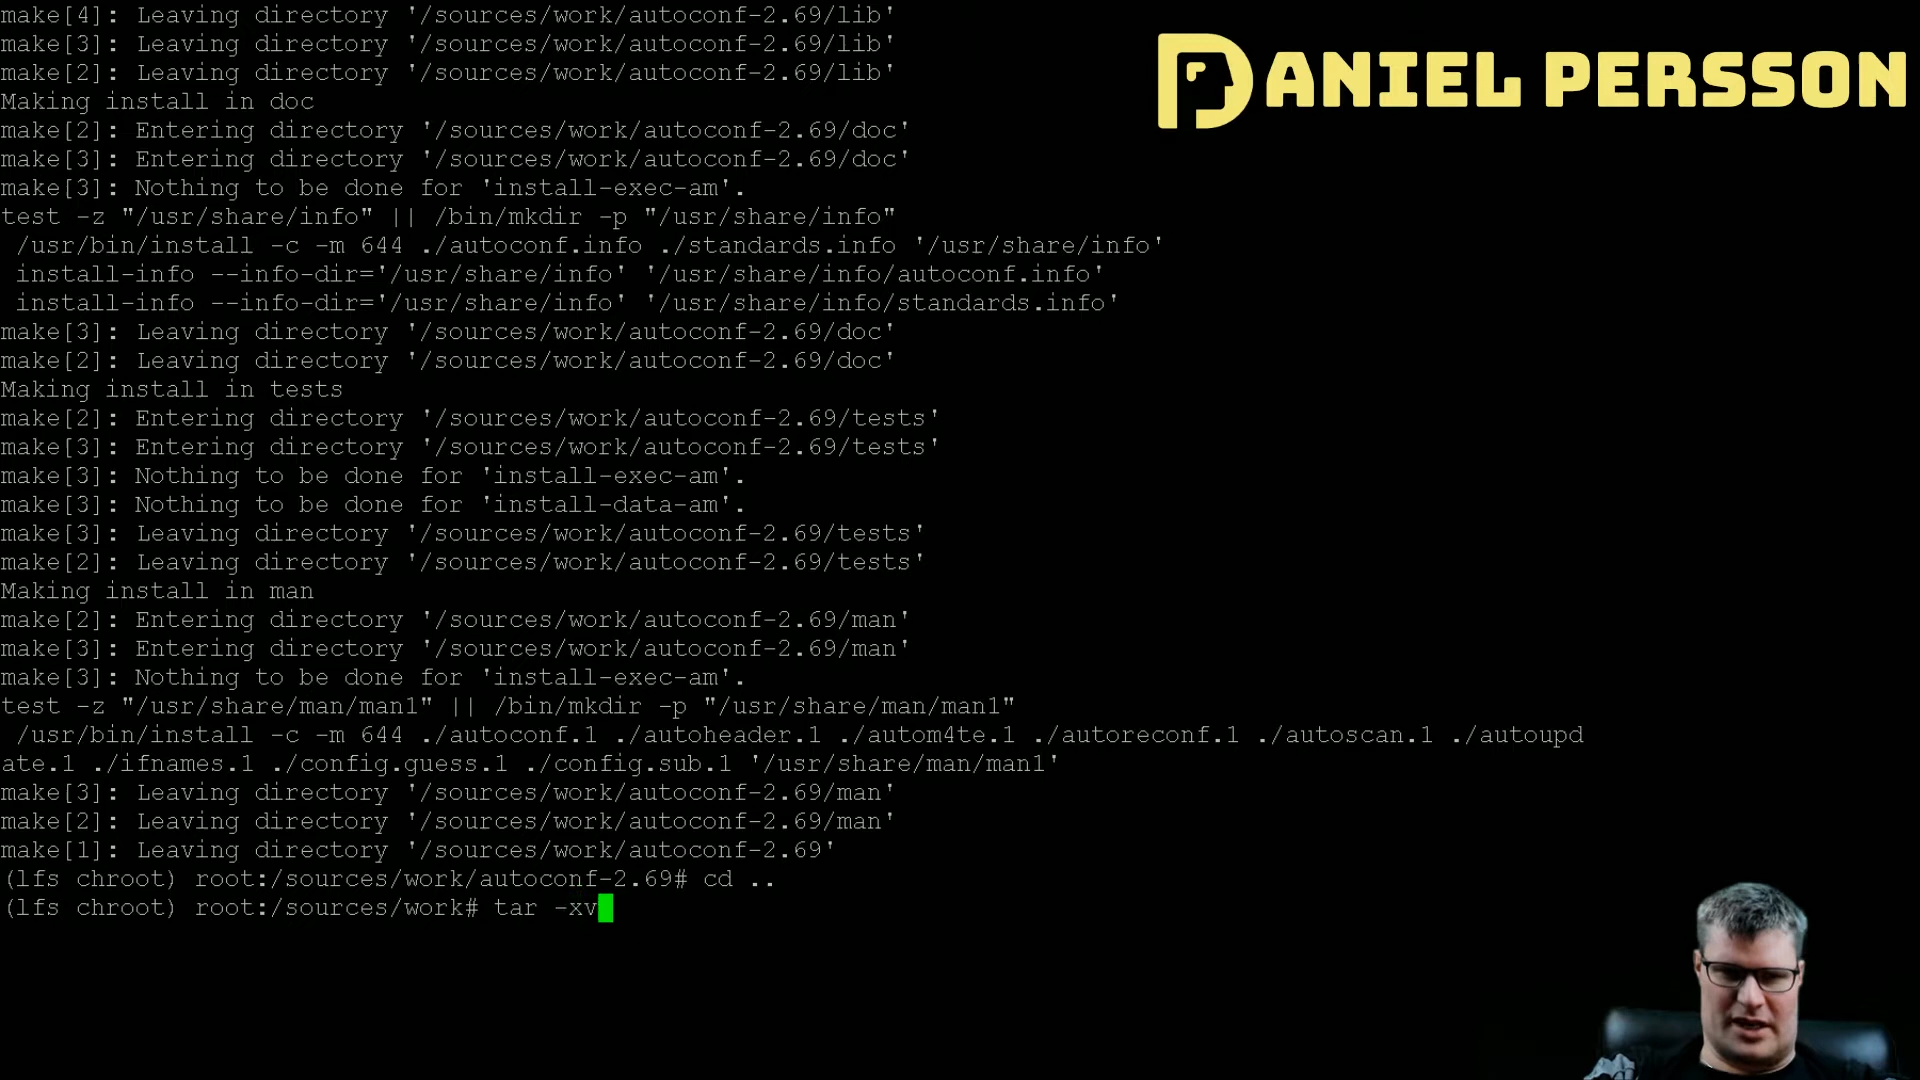 make[4]: Leaving directory '/sources/work/autoconf-2.69/lib'
make[3]: Leaving directory '/sources/work/autoconf-2.69/lib'
make[2]: Leaving directory '/sources/work/autoconf-2.69/lib'
DANIEL PERSSON
Making install in doc
make[2]: Entering directory '/sources/work/autoconf-2.69/doc'
make[3]: Entering directory '/sources/work/autoconf-2.69/doc'
make[3]: Nothing to be done for 'install-exec-am'.
test -z "/usr/share/info" || /bin/mkdir -p "/usr/share/info"
 /usr/bin/install -c -m 644 ./autoconf.info ./standards.info '/usr/share/info'
 install-info --info-dir='/usr/share/info' '/usr/share/info/autoconf.info'
 install-info --info-dir='/usr/share/info' '/usr/share/info/standards.info'
make[3]: Leaving directory '/sources/work/autoconf-2.69/doc'
make[2]: Leaving directory '/sources/work/autoconf-2.69/doc'
Making install in tests
make[2]: Entering directory '/sources/work/autoconf-2.69/tests'
make[3]: Entering directory '/sources/work/autoconf-2.69/tests'
make[3]: Nothing to be done for 'install-exec-am'.
make[3]: Nothing to be done for 'install-data-am'.
make[3]: Leaving directory '/sources/work/autoconf-2.69/tests'
make[2]: Leaving directory '/sources/work/autoconf-2.69/tests'
Making install in man
make[2]: Entering directory '/sources/work/autoconf-2.69/man'
make[3]: Entering directory '/sources/work/autoconf-2.69/man'
make[3]: Nothing to be done for 'install-exec-am'.
test -z "/usr/share/man/man1" || /bin/mkdir -p "/usr/share/man/man1"
 /usr/bin/install -c -m 644 ./autoconf.1 ./autoheader.1 ./autom4te.1 ./autoreconf.1 ./autoscan.1 ./autoupd
ate.1 ./ifnames.1 ./config.guess.1 ./config.sub.1 '/usr/share/man/man1'
make[3]: Leaving directory '/sources/work/autoconf-2.69/man'
make[2]: Leaving directory '/sources/work/autoconf-2.69/man'
make[1]: Leaving directory '/sources/work/autoconf-2.69'
(lfs chroot) root:/sources/work/autoconf-2.69# cd ..
(lfs chroot) root:/sources/work# tar -xv